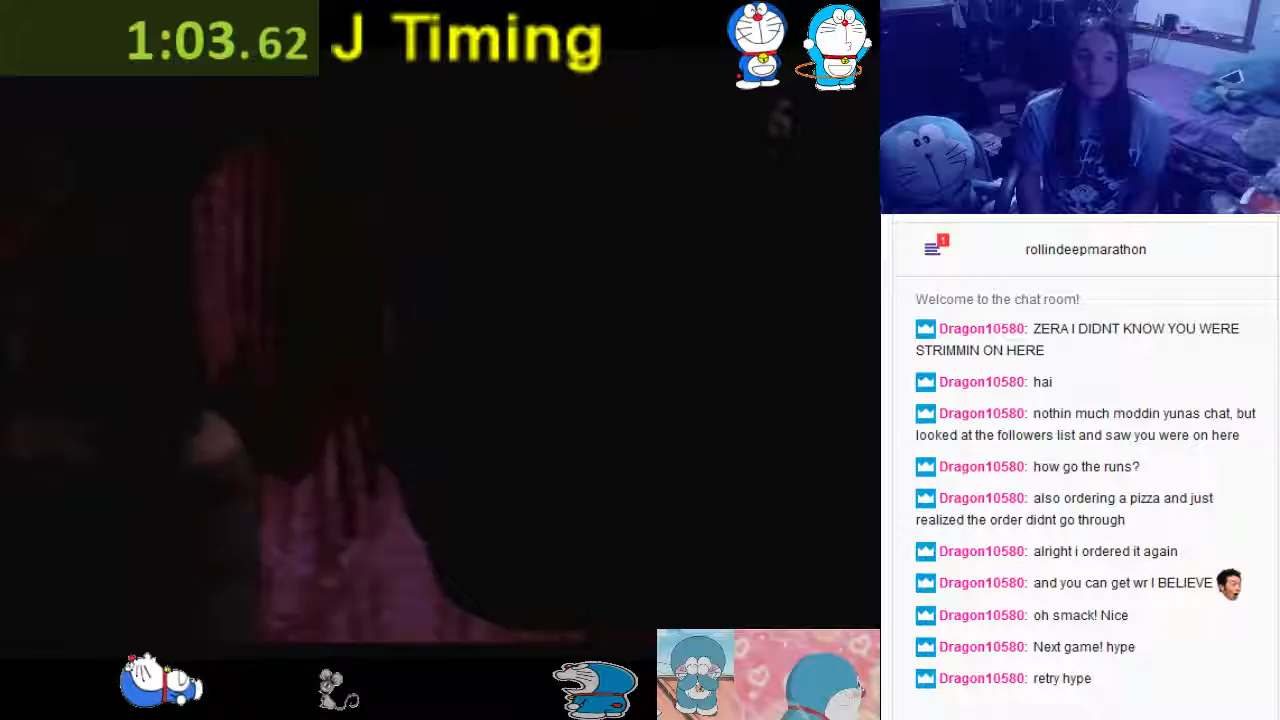 1:03.62 J Timing
1
rollindeepmarathon
Welcome to the chat room!
Dragon10580: ZERA I DIDNT KNOW YOU WERE
STRIMMIN ON HERE
Dragon10580: hai
Dragon10580: nothin much moddin yunas chat, but
looked at the followers list and saw you were on here
Dragon10580: how go the runs?
Dragon10580: also ordering a pizza and just
realized the order didnt go through
Dragon10580: alright i ordered it again
Dragon10580: and you can get wr I BELIEVE
Dragon10580: oh smack! Nice
Dragon10580: Next game! hype
Dragon10580: retry hype